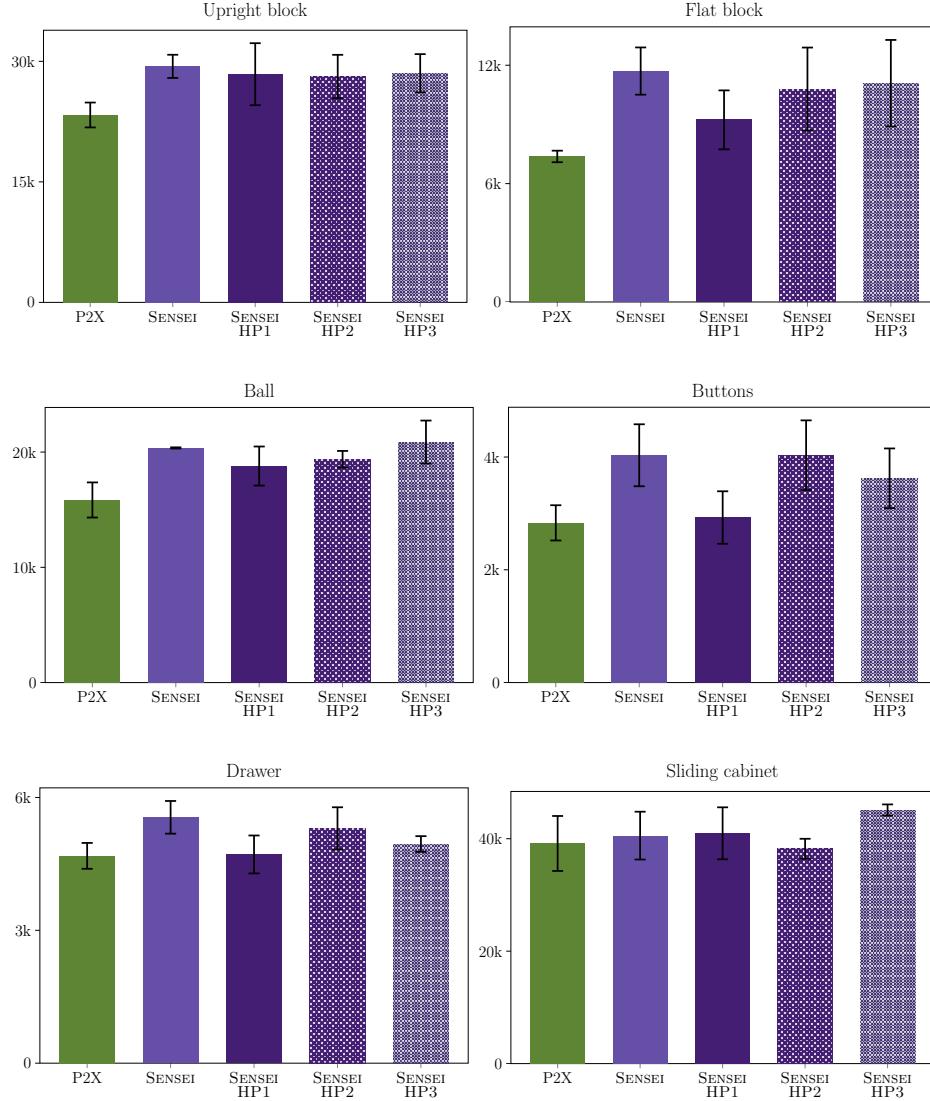 Upright block
30k
15k
0
P2X
SENSEI
SENSEI
HP1
SENSEI
HP2
SENSEI
HP3
Flat block
12k
6k
0
P2X
SENSEI
SENSEI
HP1
SENSEI
HP2
SENSEI
HP3
Ball
20k
10k
0
P2X
SENSEI
SENSEI
HP1
SENSEI
HP2
SENSEI
HP3
Buttons
4k
2k
0
P2X
SENSEI
SENSEI
HP1
SENSEI
HP2
SENSEI
HP3
Drawer
6k
3k
0
P2X
SENSEI
SENSEI
HP1
SENSEI
HP2
SENSEI
HP3
Sliding cabinet
40k
20k
0
P2X
SENSEI
SENSEI
HP1
SENSEI
HP2
SENSEI
HP3